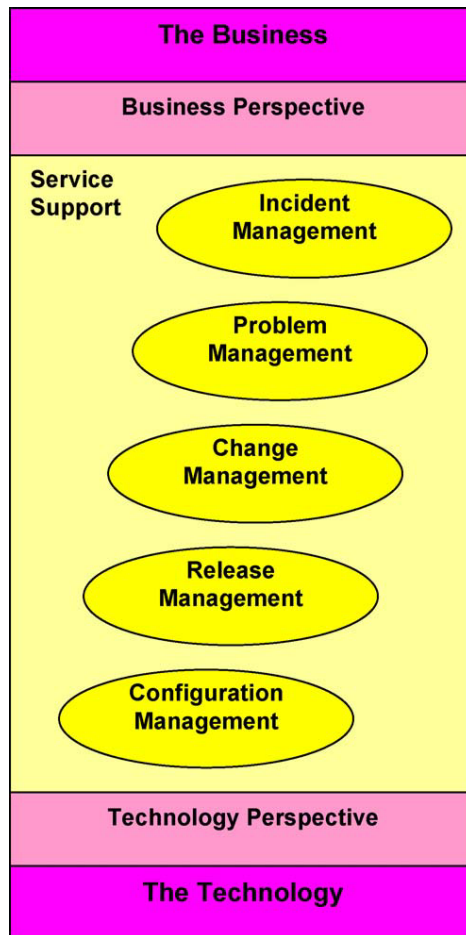 The Business
Business Perspective
Service
Support
Incident
Management
Problem
Management
Change
Management
Release
Management
Configuration
Management
Technology Perspective
The Technology